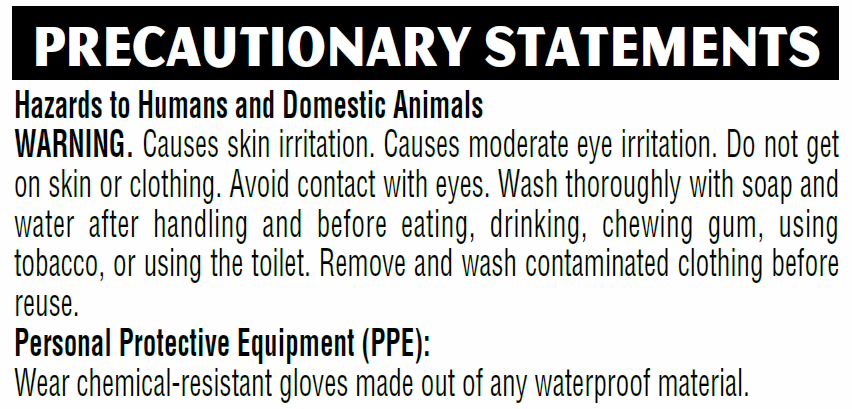 PRECAUTIONARY STATEMENTS
Hazards to Humans and Domestic Animals
WARNING. Causes skin irritation. Causes moderate eye irritation. Do not get
on skin or clothing. Avoid contact with eyes. Wash thoroughly with soap and
water after handling and before eating, drinking, chewing gum, using
tobacco, or using the toilet. Remove and wash contaminated clothing before
reuse.
Personal Protective Equipment (PPE):
Wear chemical-resistant gloves made out of any waterproof material.